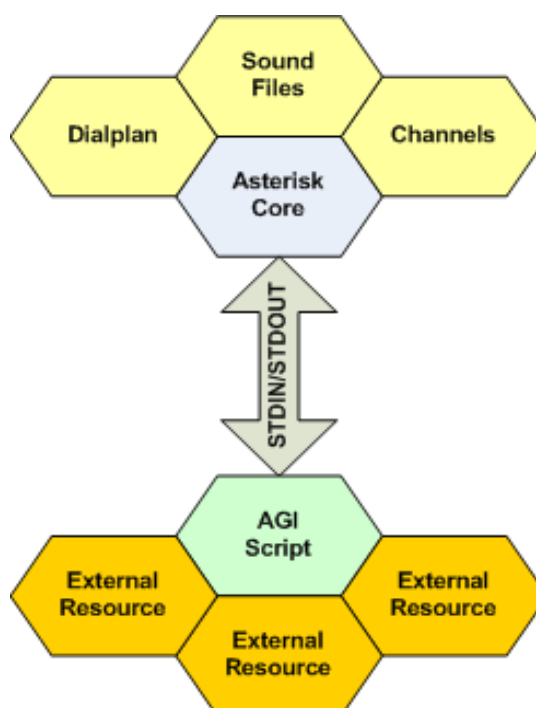 Sound
Files
Dialplan
Channels
Asterisk
Core
STDIN/STDOUT
AGI
Script
External
Resource
External
Resource
External
Resource